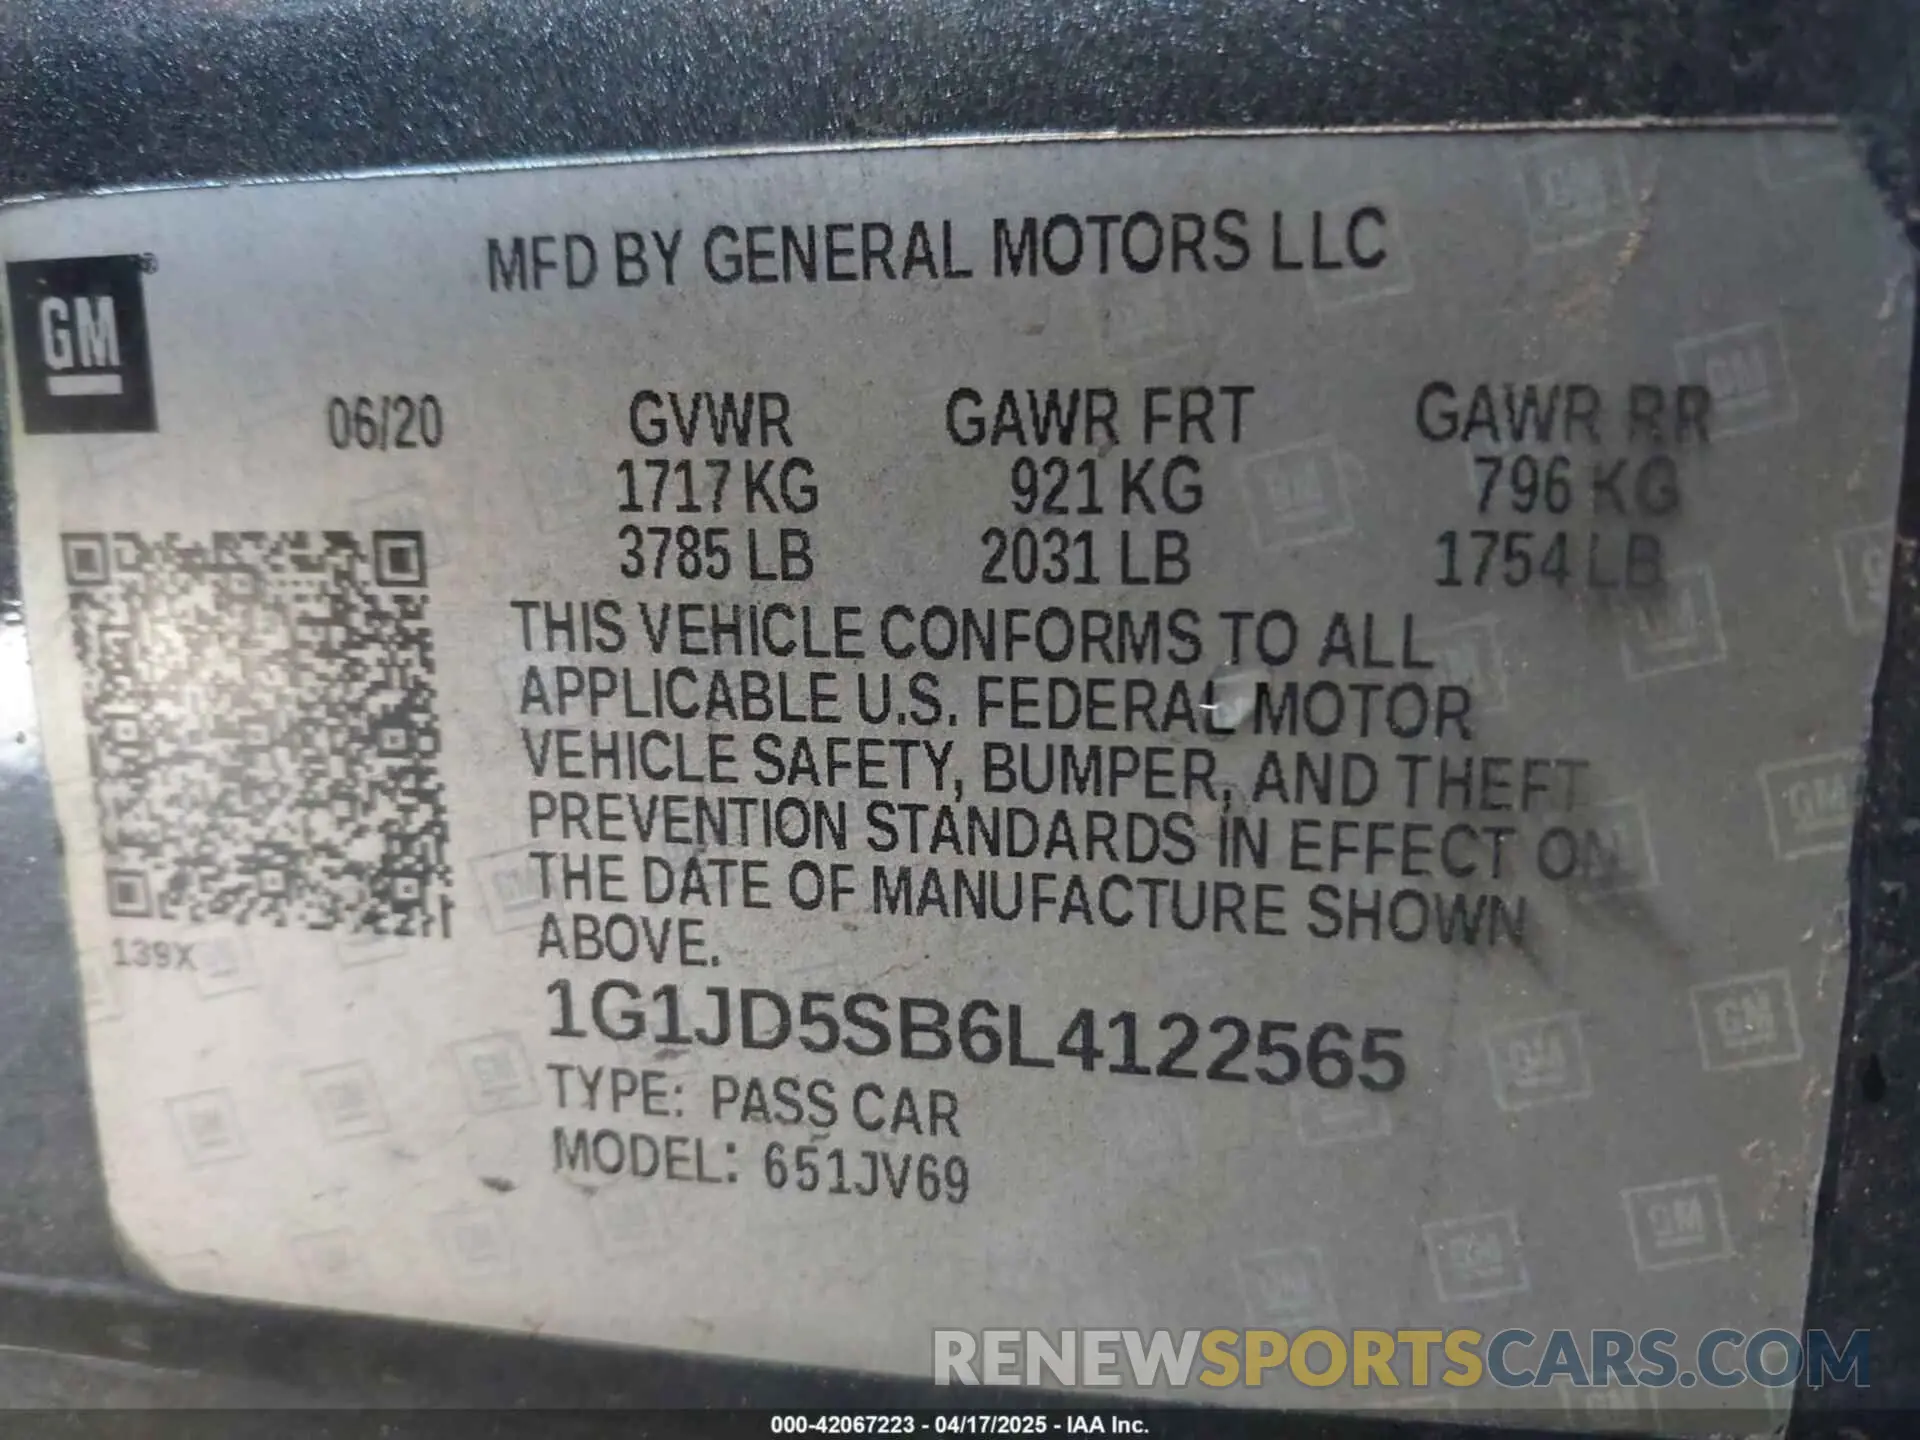 MFD BY GENERAL MOTORS LLC
GM®
06/20 GVWR GAWR FRT GAWR RR
1717 KG 921 KG 796 KG
3785 LB 2031 LB 1754 LB
THIS VEHICLE CONFORMS TO ALL
APPLICABLE U.S. FEDERAL MOTOR
VEHICLE SAFETY, BUMPER, AND THEFT
PREVENTION STANDARDS IN EFFECT ON
THE DATE OF MANUFACTURE SHOWN
ABOVE.
139X
1G1JD5SB6L4122565
TYPE: PASS CAR
MODEL: 651JV69
RENEWSPORTSCARS.COM
000-42067223 - 04/17/2025 - IAA Inc.